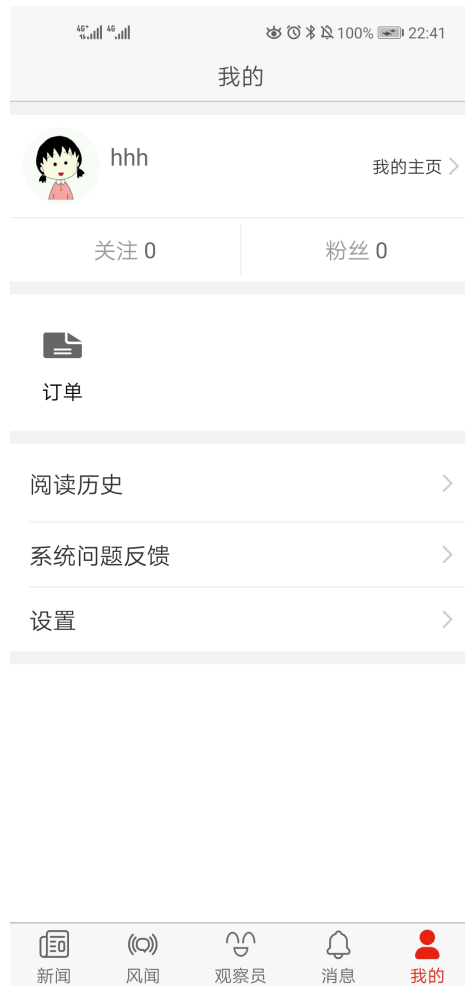 46+ 46 100% 22:41
我的
hhh
我的主页
关注 0 粉丝 0
订单
阅读历史
系统问题反馈
设置
新闻 风闻 观察员 消息 我的